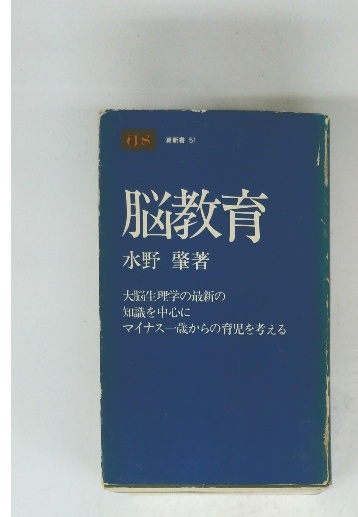 新書 51
脳教育
水野 肇著
大脳生理学の最新の
知識を中心に
マイナス一歳からの育児を考える